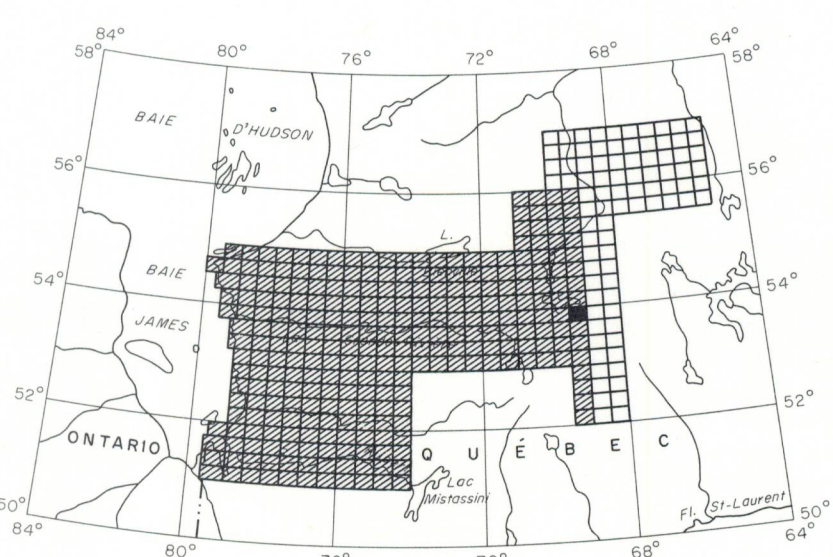 84° 80° 76° 72° 68° 64°
58° 58°
BAIE D'HUDSON
56° 56°
L.
BAIE
54° 54°
JAMES
52° 52°
ONTARIO QUÉBEC
Lac
Mistassini
Fl. St-Laurent
50° 50°
84° 80° 68° 64°